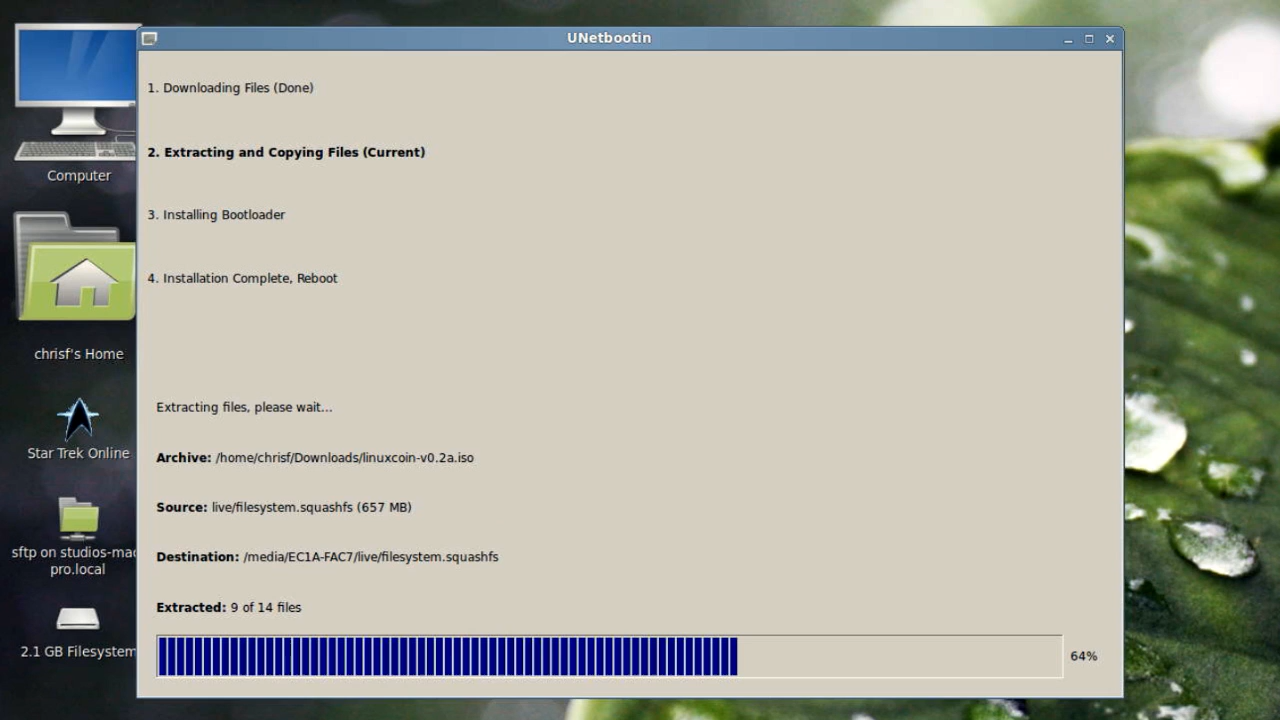 UNetbootin
1. Downloading Files (Done)
2. Extracting and Copying Files (Current)
3. Installing Bootloader
4. Installation Complete, Reboot
Extracting files, please wait...
Archive: /home/chrisf/Downloads/linuxcoin-v0.2a.iso
Source: live/filesystem.squashfs (657 MB)
Destination: /media/EC1A-FAC7/live/filesystem.squashfs
Extracted: 9 of 14 files
64%
Computer
chrisf's Home
Star Trek Online
sftp on studios-mac
pro.local
2.1 GB Filesystem